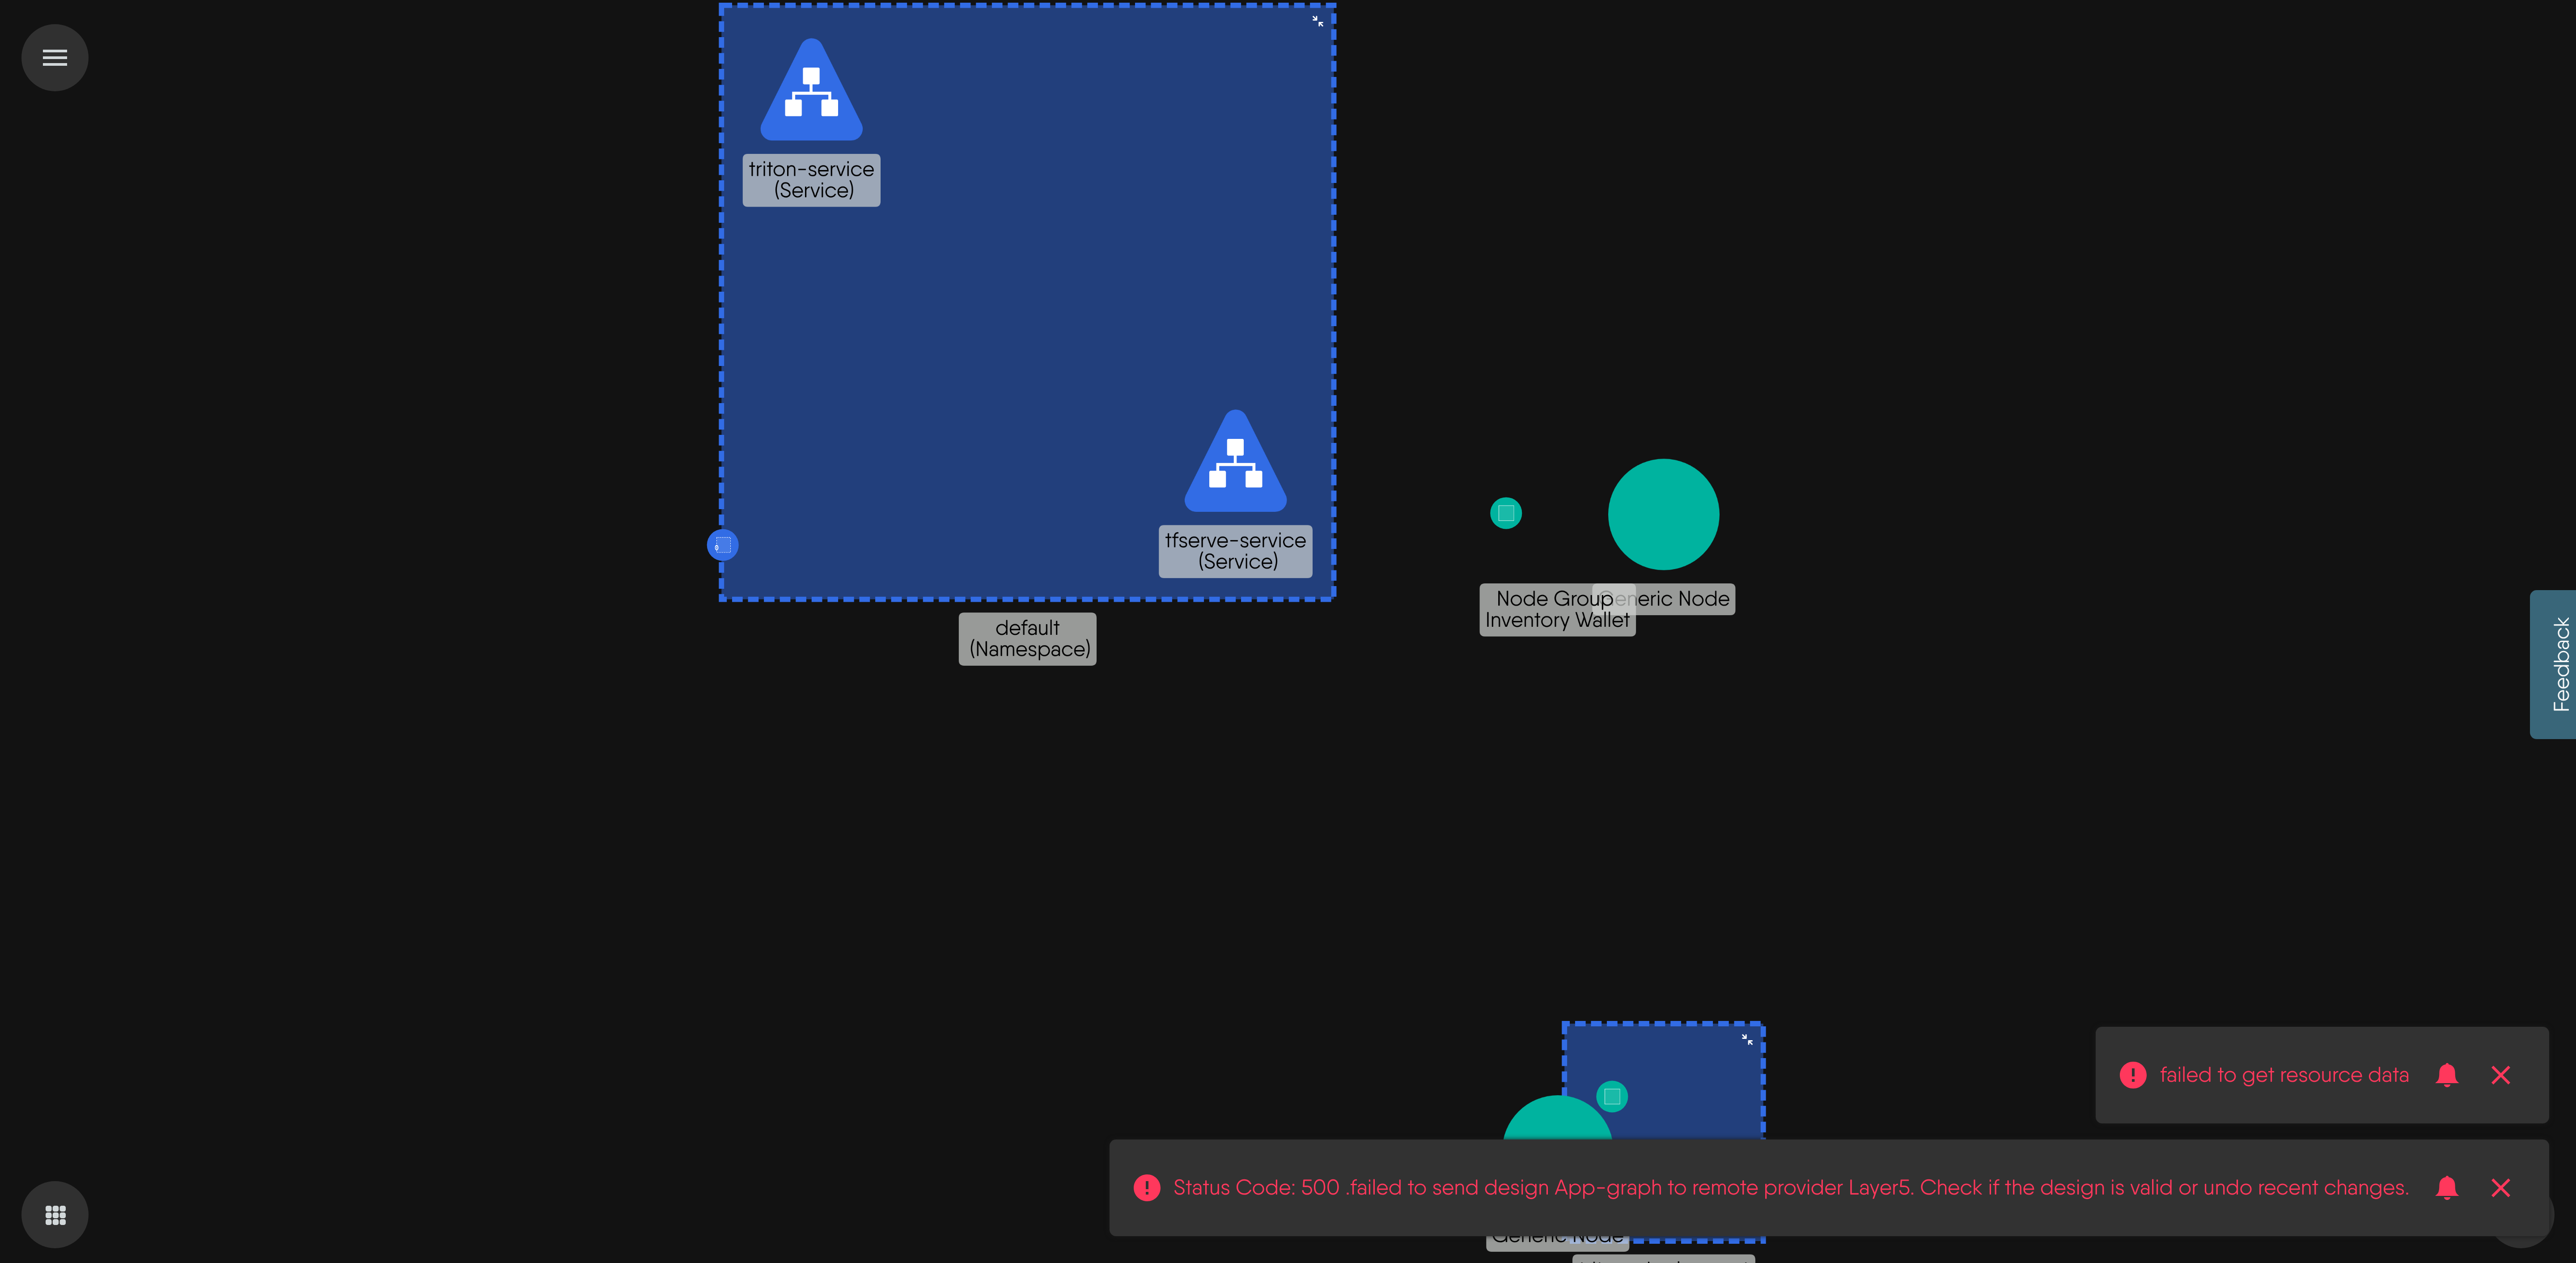 triton-service
(Service)
tfserve-service
(Service)
default
(Namespace)
Node Group
Inventory Wallet
Generic Node
Feedback
failed to get resource data
Status Code: 500 .failed to send design App-graph to remote provider Layer5. Check if the design is valid or undo recent changes.
Generic Node